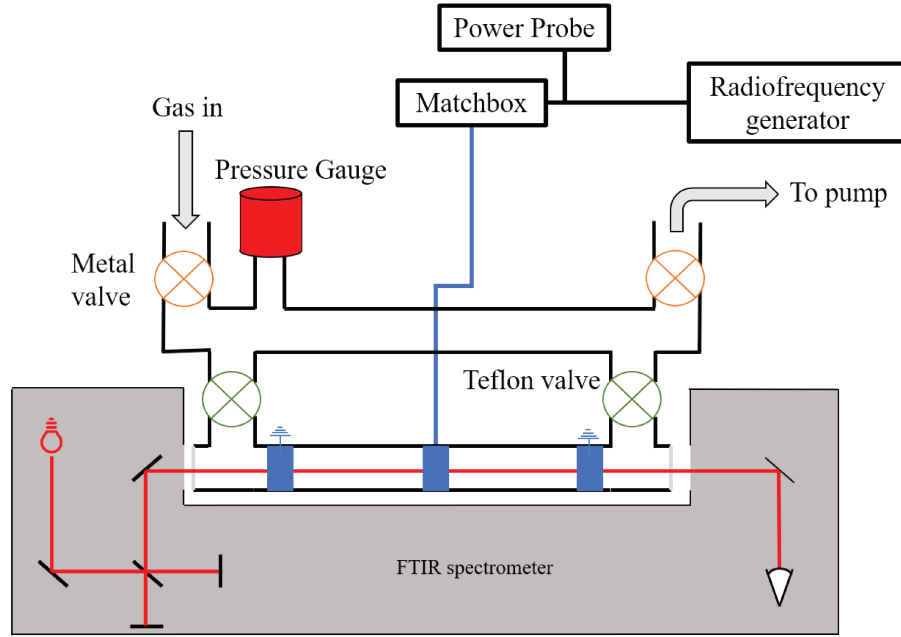 Power Probe
Matchbox
Radiofrequency
generator
Gas in
Pressure Gauge
To pump
Metal
valve
Teflon valve
FTIR spectrometer